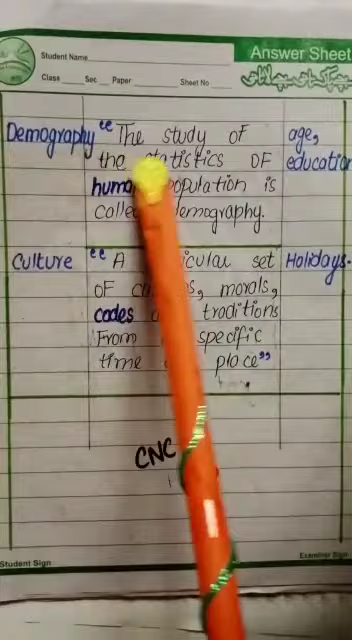 Answer Sheet
Student Name
Class Sec Paper Sheet No
Demography "The study of age,
the statistics OF education
human population is
called demography.
Culture "A set Holidays.
OF , morals,
codes traditions
From specific
time place"
CNC
Student Sign Examiner Sign